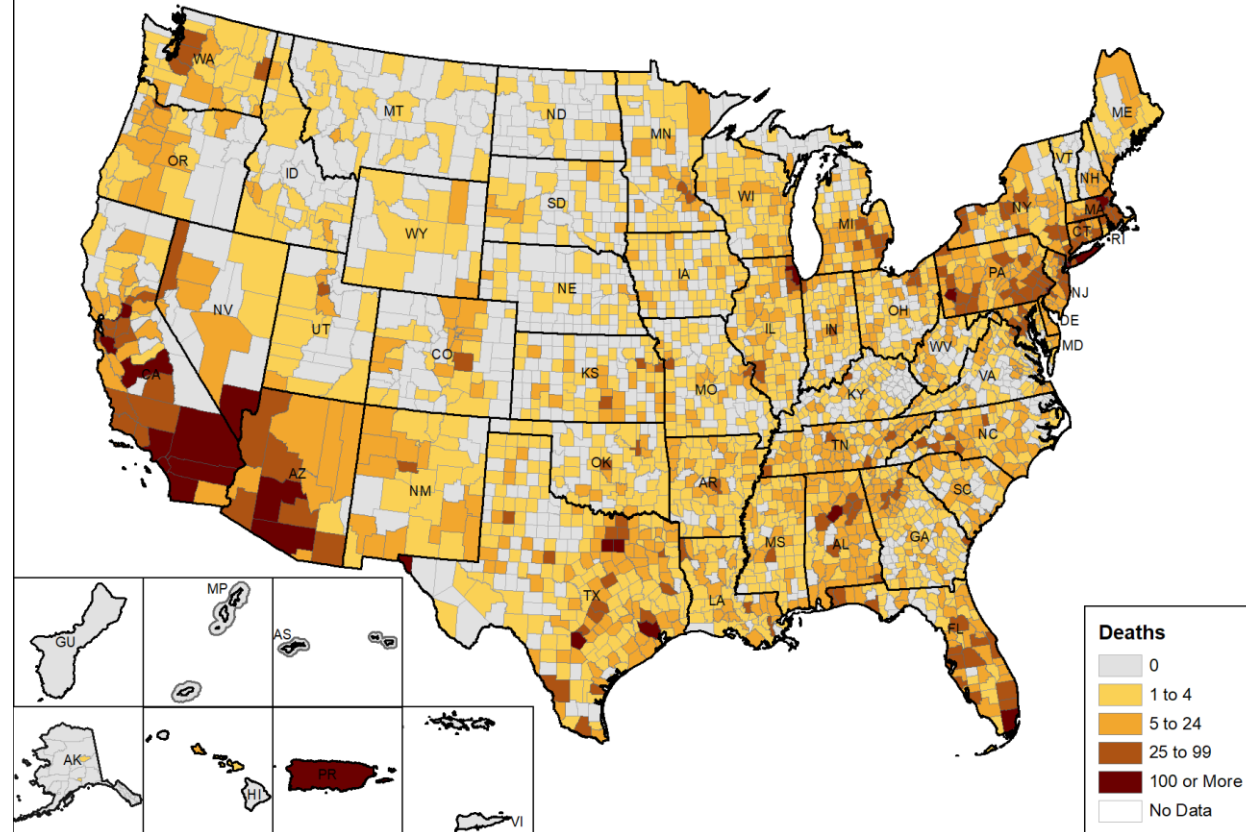 WA
MT
ND
MN
ME
VT
NH
OR
ID
SD
WI
MI
NY
MA
CT
RI
WY
IA
PA
NJ
NE
NV
UT
CO
IL
IN
OH
DE
MD
WV
VA
CA
KS
MO
KY
NC
TN
AZ
NM
OK
AR
SC
MS
AL
GA
TX
LA
FL
GU
MP
AS
AK
HI
PR
VI
Deaths
0
1 to 4
5 to 24
25 to 99
100 or More
No Data